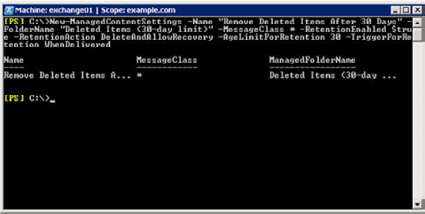 Machine: exchange01 | Scope: example.com
[PS] C:\>New-ManagedContentSettings -Name "Remove Deleted Items After 30 Days" -
FolderName "Deleted Items (30-day limit)" -MessageClass * -RetentionEnabled $tru
e -RetentionAction DeleteAndAllowRecovery -AgeLimitForRetention 30 -TriggerForRe
tention WhenDelivered
Name MessageClass ManagedFolderName
---- ------------ -----------------
Remove Deleted Items A... * Deleted Items (30-day ...
[PS] C:\>_